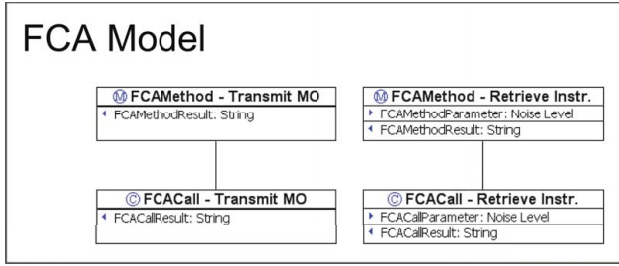 FCA Model
Ⓜ FCAMethod - Transmit MO
FCAMethodResult: String
Ⓜ FCAMethod - Retrieve Instr.
FCAMethodParameter: Noise Level
FCAMethodResult: String
© FCACall - Transmit MO
FCACallResult: String
© FCACall - Retrieve Instr.
FCACallParameter: Noise Level
FCACallResult: String